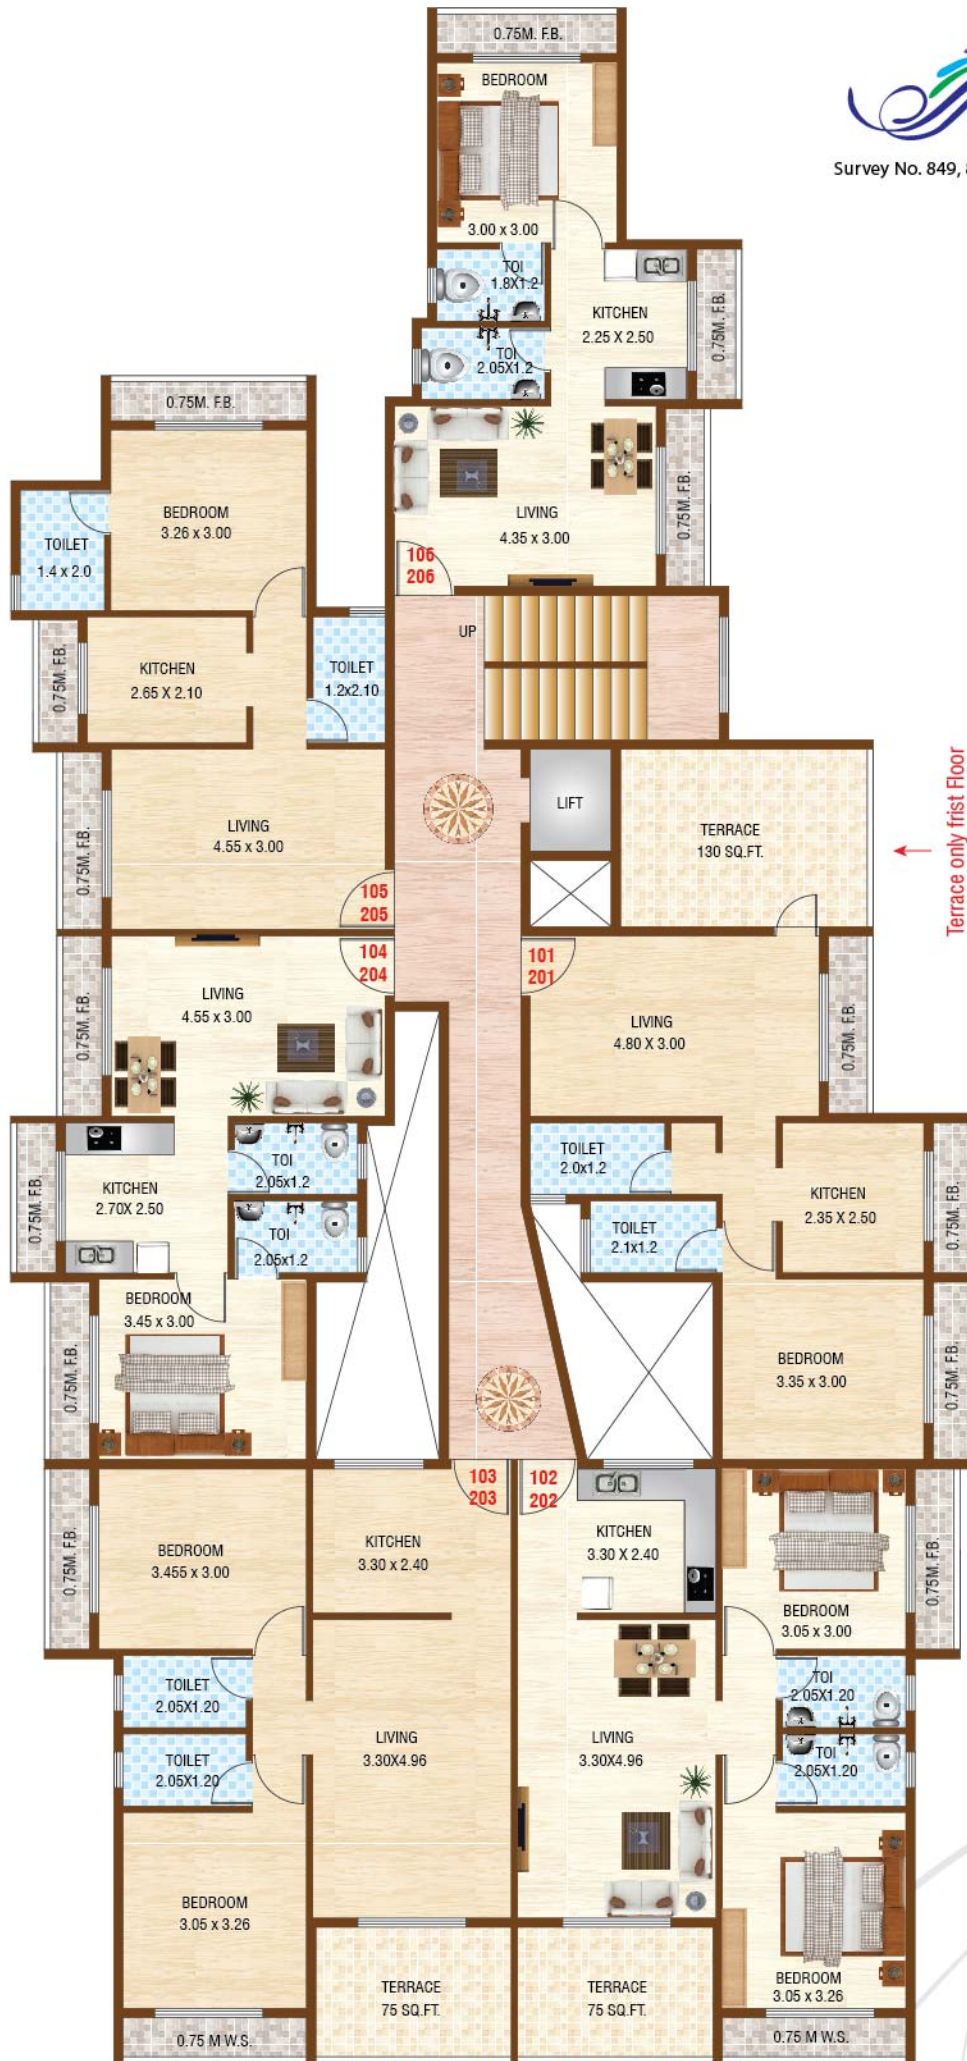 0.75M. F.B.
BEDROOM
3.00 x 3.00
TOI
1.8X1.2
KITCHEN
2.25 X 2.50
0.75M. F.B.
TOI
2.05X1.2
LIVING
4.35 x 3.00
0.75M. F.B.
106
206
Survey No. 849,
0.75M. F.B.
BEDROOM
3.26 x 3.00
TOILET
1.4 x 2.0
KITCHEN
2.65 X 2.10
0.75M. F.B.
TOILET
1.2x2.10
UP
LIVING
4.55 x 3.00
0.75M. F.B.
105
205
LIFT
TERRACE
130 SQ.FT.
Terrace only frist Floor
104
204
LIVING
4.55 x 3.00
0.75M. F.B.
101
201
LIVING
4.80 X 3.00
0.75M. F.B.
TOI
2.05x1.2
KITCHEN
2.70X 2.50
0.75M. F.B.
TOI
2.05x1.2
BEDROOM
3.45 x 3.00
0.75M. F.B.
TOILET
2.0x1.2
KITCHEN
2.35 X 2.50
0.75M. F.B.
TOILET
2.1x1.2
BEDROOM
3.35 x 3.00
0.75M. F.B.
103
203
102
202
BEDROOM
3.455 x 3.00
0.75M. F.B.
KITCHEN
3.30 x 2.40
KITCHEN
3.30 X 2.40
BEDROOM
3.05 x 3.00
0.75M. F.B.
TOILET
2.05X1.20
TOILET
2.05X1.20
LIVING
3.30X4.96
LIVING
3.30X4.96
TOI
2.05X1.20
TOI
2.05X1.20
BEDROOM
3.05 x 3.26
BEDROOM
3.05 x 3.26
TERRACE
75 SQ.FT.
TERRACE
75 SQ.FT.
0.75 M W.S.
0.75 M W.S.